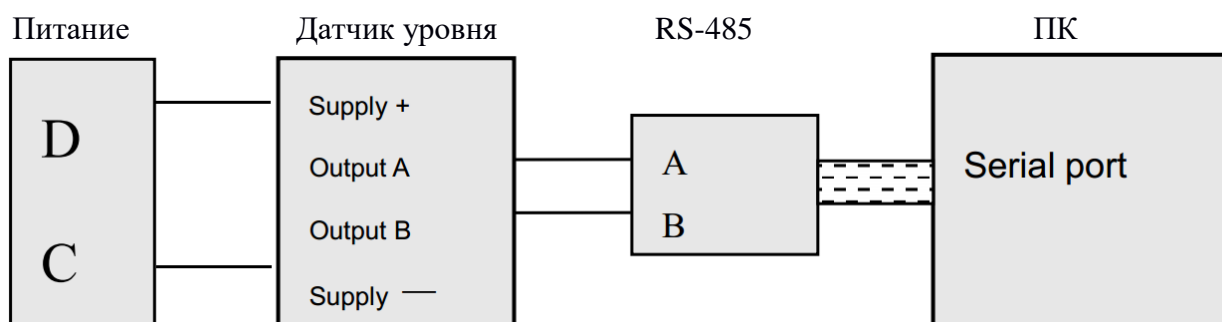 Питание Датчик уровня RS-485 ПК
D
C
Supply +
Output A
Output B
Supply —
A
B
Serial port